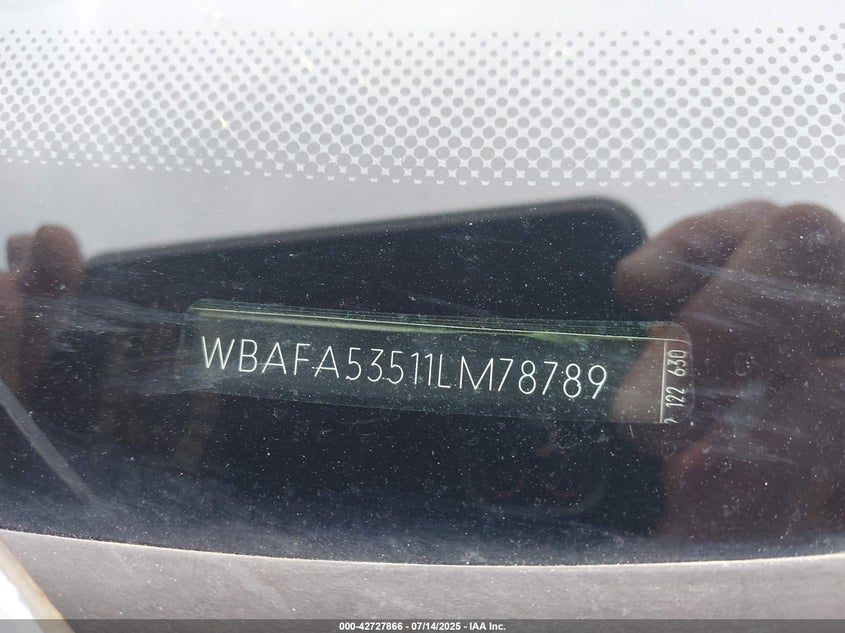 WBAFA53511LM78789
122 630
000-42727866 - 07/14/2025 - IAA Inc.